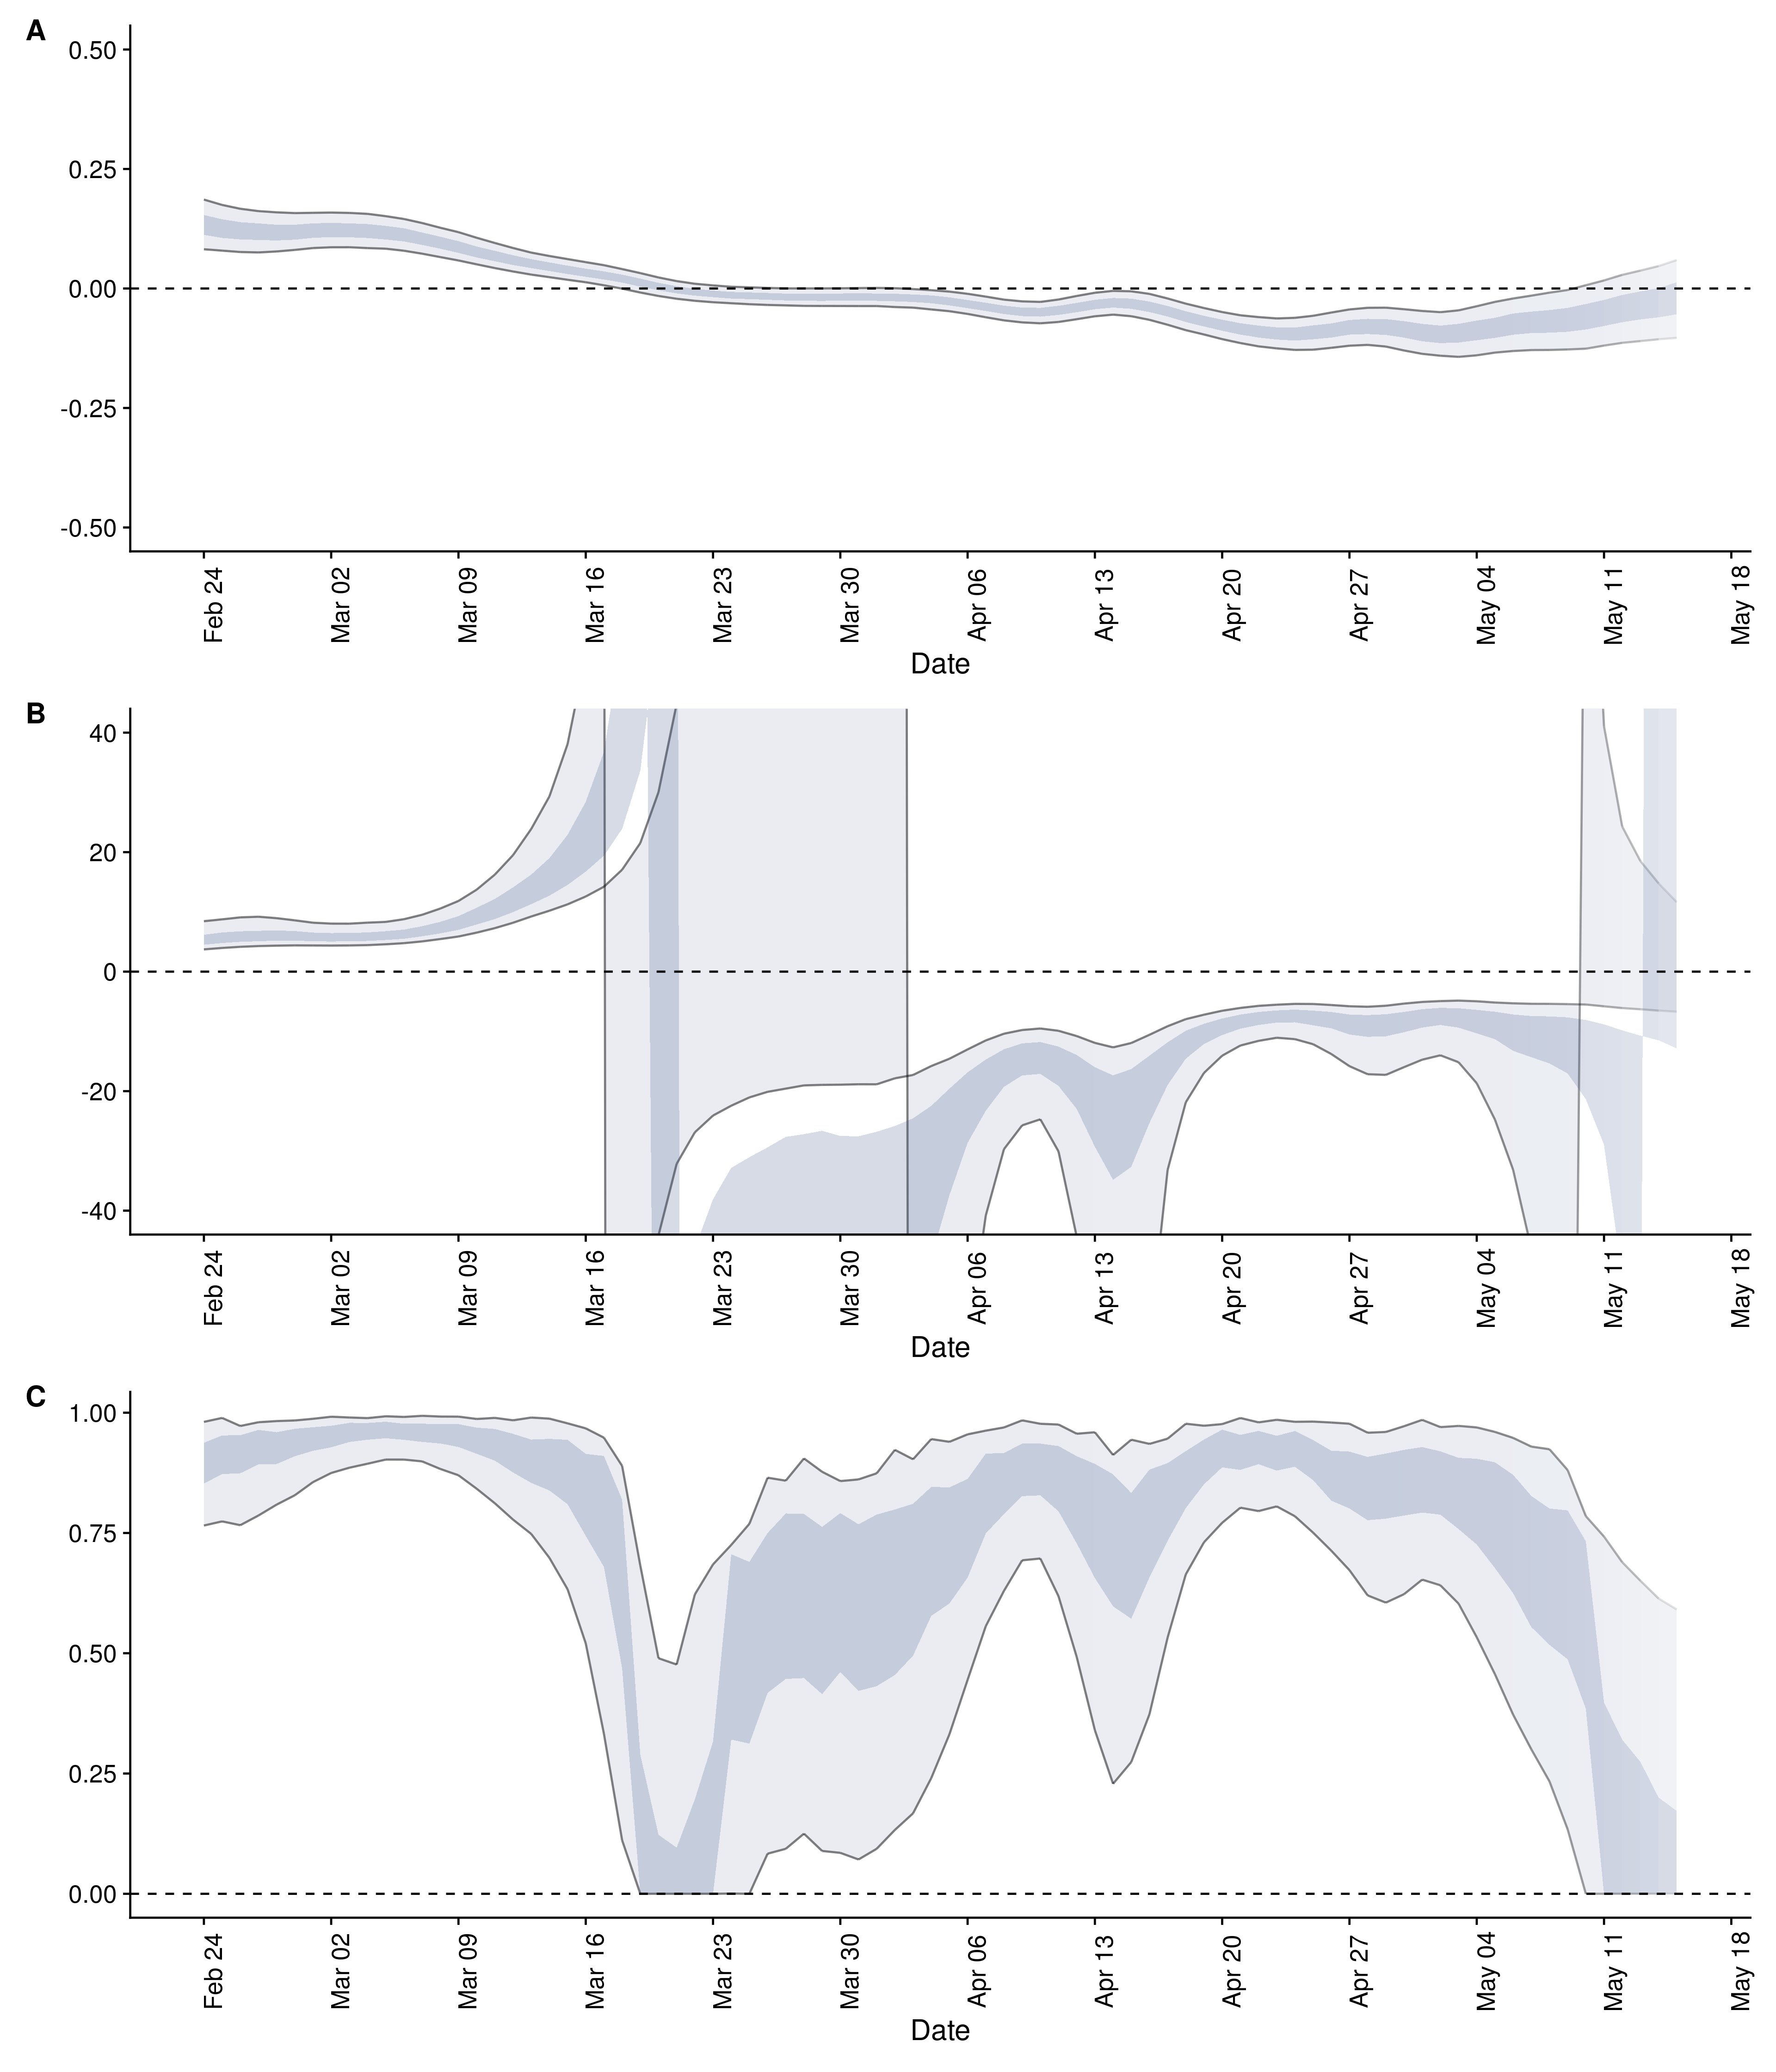 A
0.50
0.25
0.00
-0.25
-0.50
Feb 24
Mar 02
Mar 09
Mar 16
Mar 23
Mar 30
Apr 06
Apr 13
Apr 20
Apr 27
May 04
May 11
May 18
Date
B
40
20
0
-20
-40
Feb 24
Mar 02
Mar 09
Mar 16
Mar 23
Mar 30
Apr 06
Apr 13
Apr 20
Apr 27
May 04
May 11
May 18
Date
C
1.00
0.75
0.50
0.25
0.00
Feb 24
Mar 02
Mar 09
Mar 16
Mar 23
Mar 30
Apr 06
Apr 13
Apr 20
Apr 27
May 04
May 11
May 18
Date